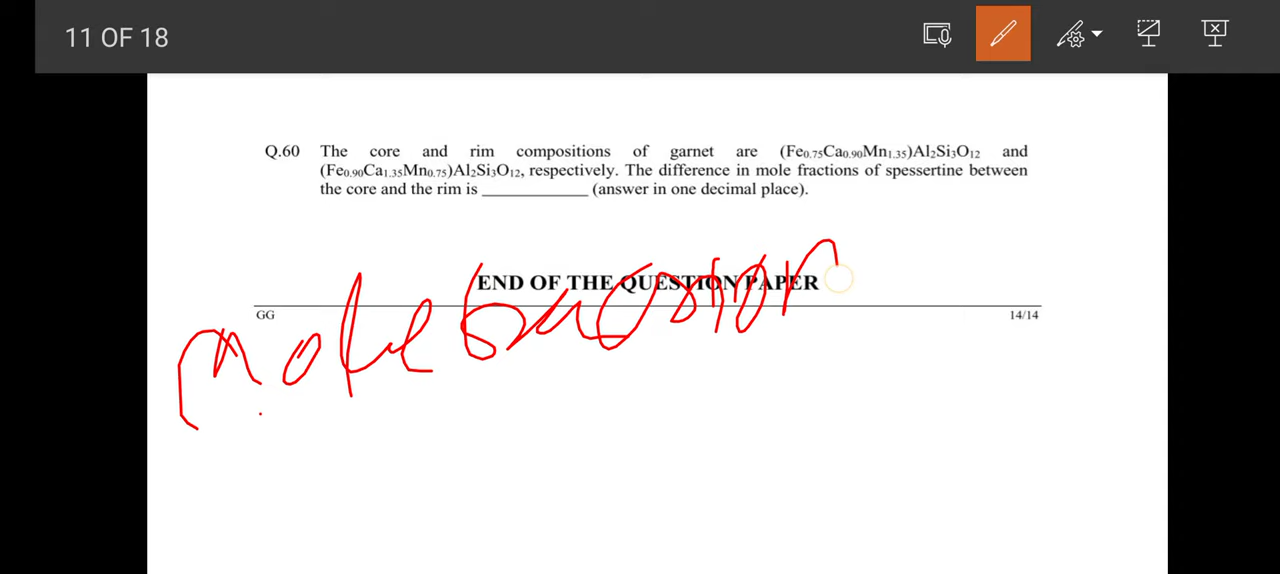 11 OF 18
Q.60 The core and rim compositions of garnet are (Fe0.75Ca0.90Mn1.35)Al2Si3O12 and
(Fe0.90Ca1.35Mn0.75)Al2Si3O12, respectively. The difference in mole fractions of spessertine between
the core and the rim is ____________ (answer in one decimal place).
END OF THE QUESTION PAPER
GG 14/14
mole